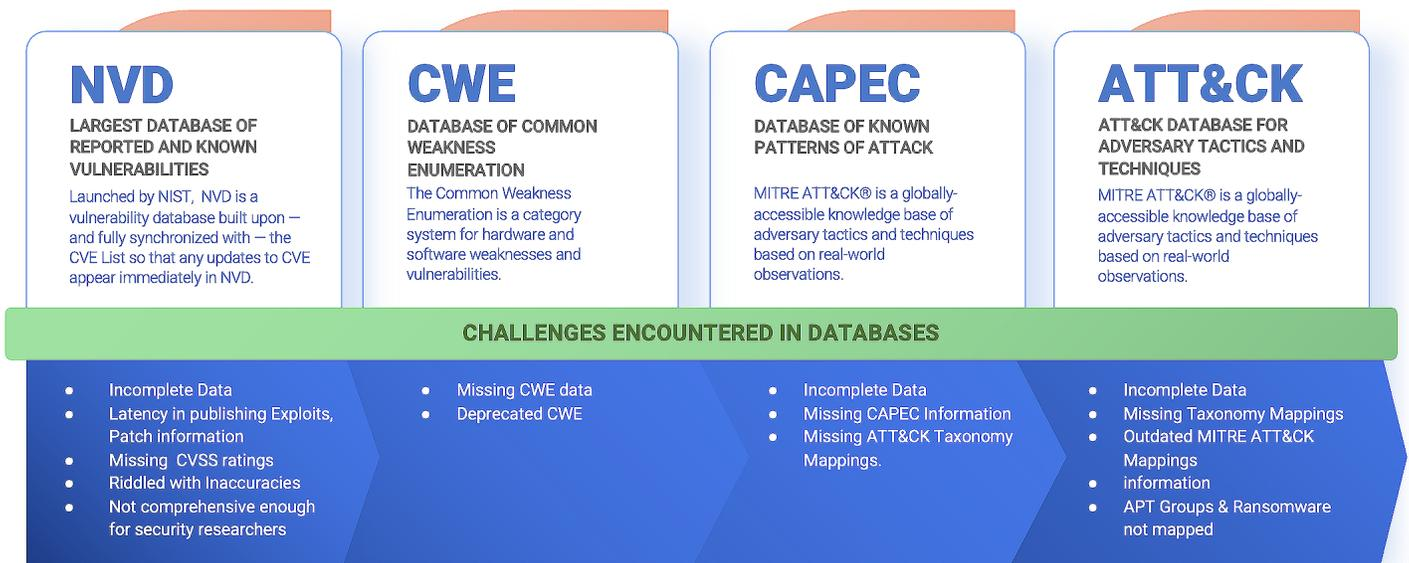 NVD
LARGEST DATABASE OF
REPORTED AND KNOWN
VULNERABILITIES
Launched by NIST, NVD is a
vulnerability database built upon —
and fully synchronized with — the
CVE List so that any updates to CVE
appear immediately in NVD.
CWE
DATABASE OF COMMON
WEAKNESS
ENUMERATION
The Common Weakness
Enumeration is a category
system for hardware and
software weaknesses and
vulnerabilities.
CAPEC
DATABASE OF KNOWN
PATTERNS OF ATTACK
MITRE ATT&CK® is a globally-
accessible knowledge base of
adversary tactics and techniques
based on real-world
observations.
ATT&CK
ATT&CK DATABASE FOR
ADVERSARY TACTICS AND
TECHNIQUES
MITRE ATT&CK® is a globally-
accessible knowledge base of
adversary tactics and techniques
based on real-world
observations.
CHALLENGES ENCOUNTERED IN DATABASES
● Incomplete Data
● Latency in publishing Exploits,
Patch information
● Missing CVSS ratings
● Riddled with Inaccuracies
● Not comprehensive enough
for security researchers
● Missing CWE data
● Deprecated CWE
● Incomplete Data
● Missing CAPEC Information
● Missing ATT&CK Taxonomy
Mappings.
● Incomplete Data
● Missing Taxonomy Mappings
● Outdated MITRE ATT&CK
Mappings
● information
● APT Groups & Ransomware
not mapped